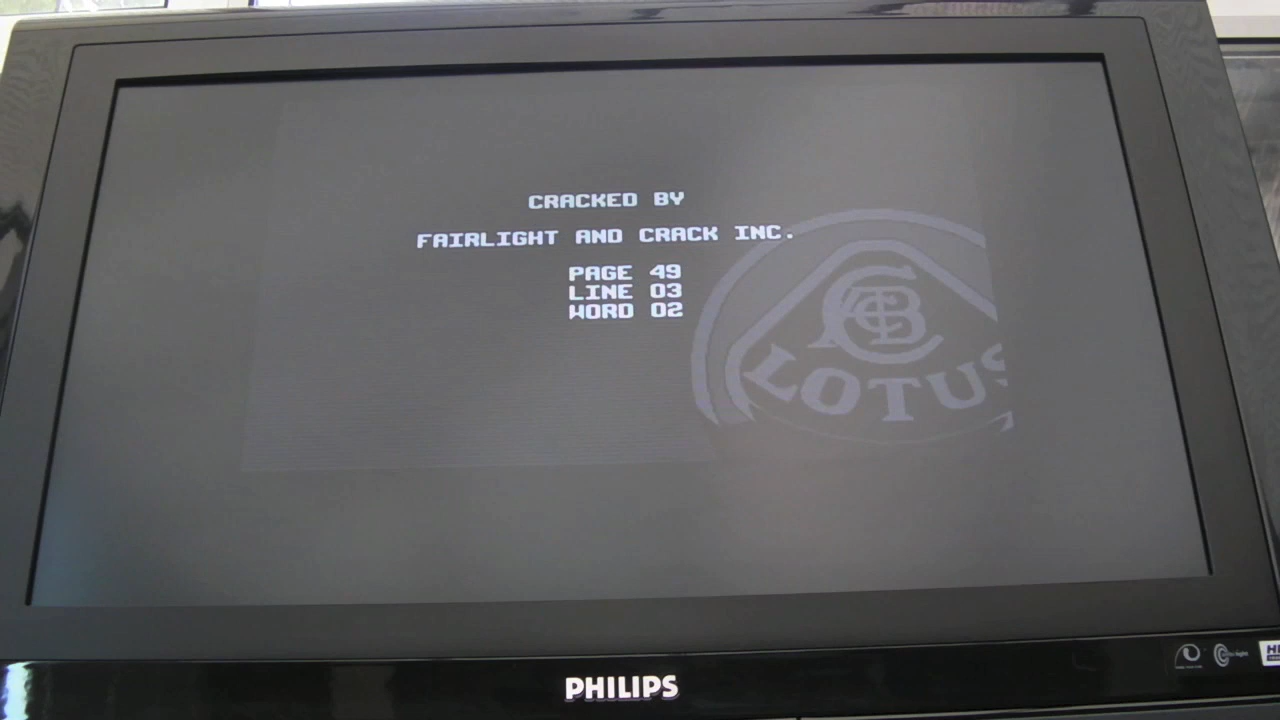 CRACKED BY
FAIRLIGHT AND CRACK INC.
PAGE 49
LINE 03
WORD 02
LOTUS
PHILIPS